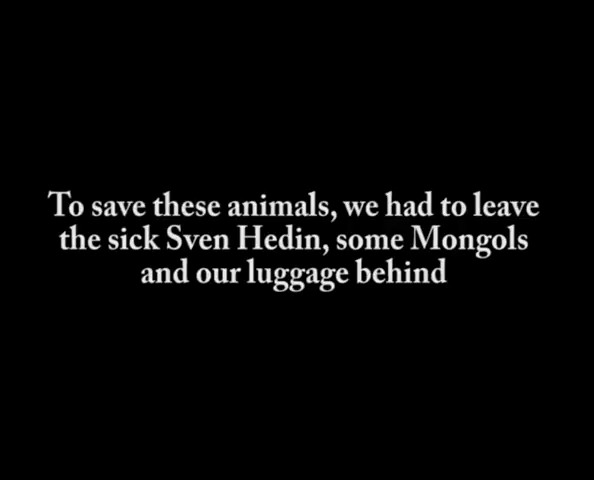 To save these animals, we had to leave
the sick Sven Hedin, some Mongols
and our luggage behind